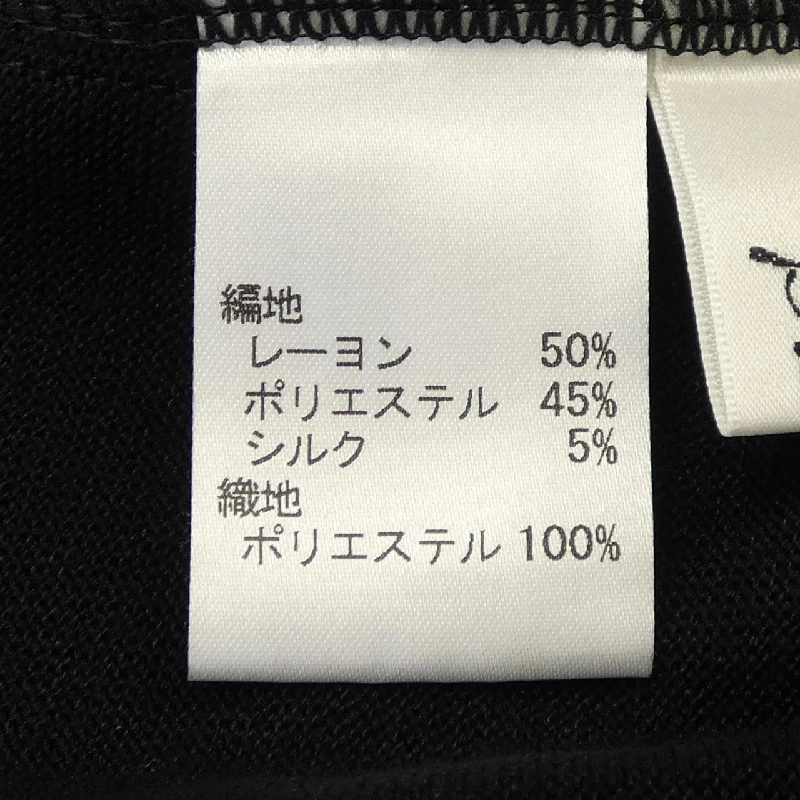 編地
レーヨン 50%
ポリエステル 45%
シルク 5%
織地
ポリエステル 100%